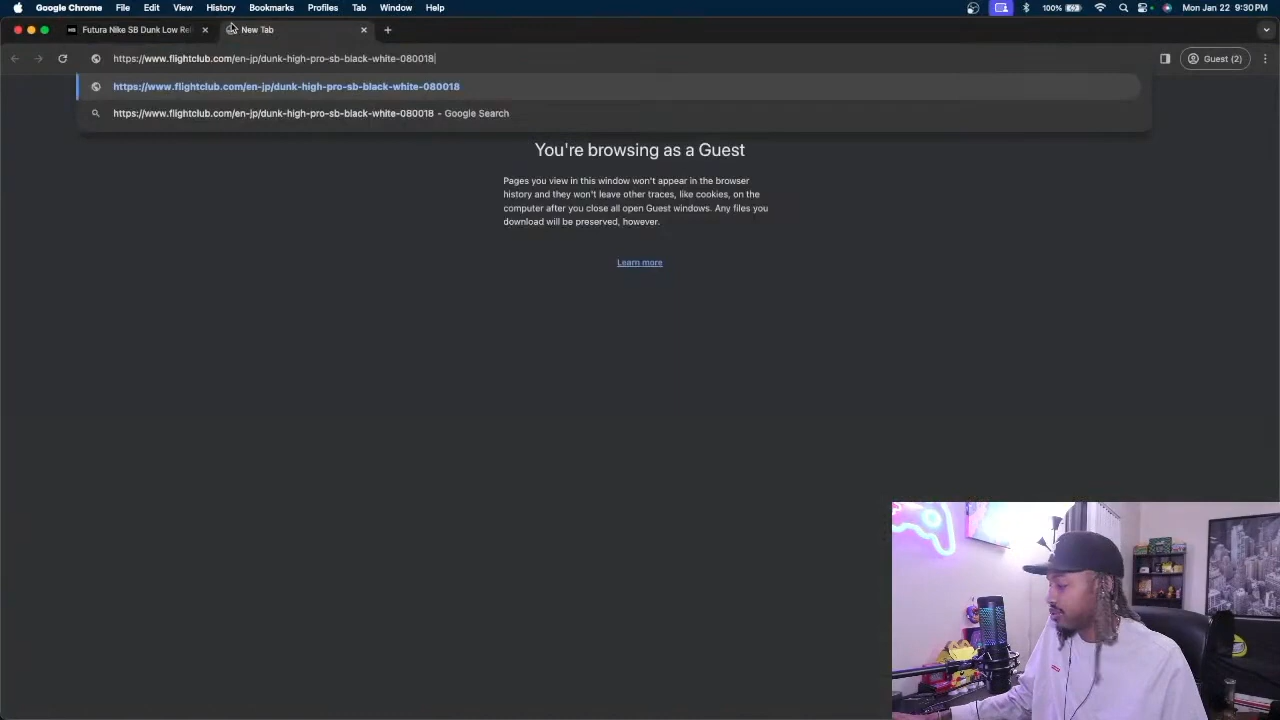 Google Chrome File Edit View History Bookmarks Profiles Tab Window Help 100% Mon Jan 22 9:30 PM
Futura Nike SB Dunk Low Rel New Tab
https://www.flightclub.com/en-jp/dunk-high-pro-sb-black-white-080018 Guest (2)
https://www.flightclub.com/en-jp/dunk-high-pro-sb-black-white-080018
https://www.flightclub.com/en-jp/dunk-high-pro-sb-black-white-080018 - Google Search
You're browsing as a Guest
Pages you view in this window won't appear in the browser
history and they won't leave other traces, like cookies, on the
computer after you close all open Guest windows. Any files you
download will be preserved, however.
Learn more